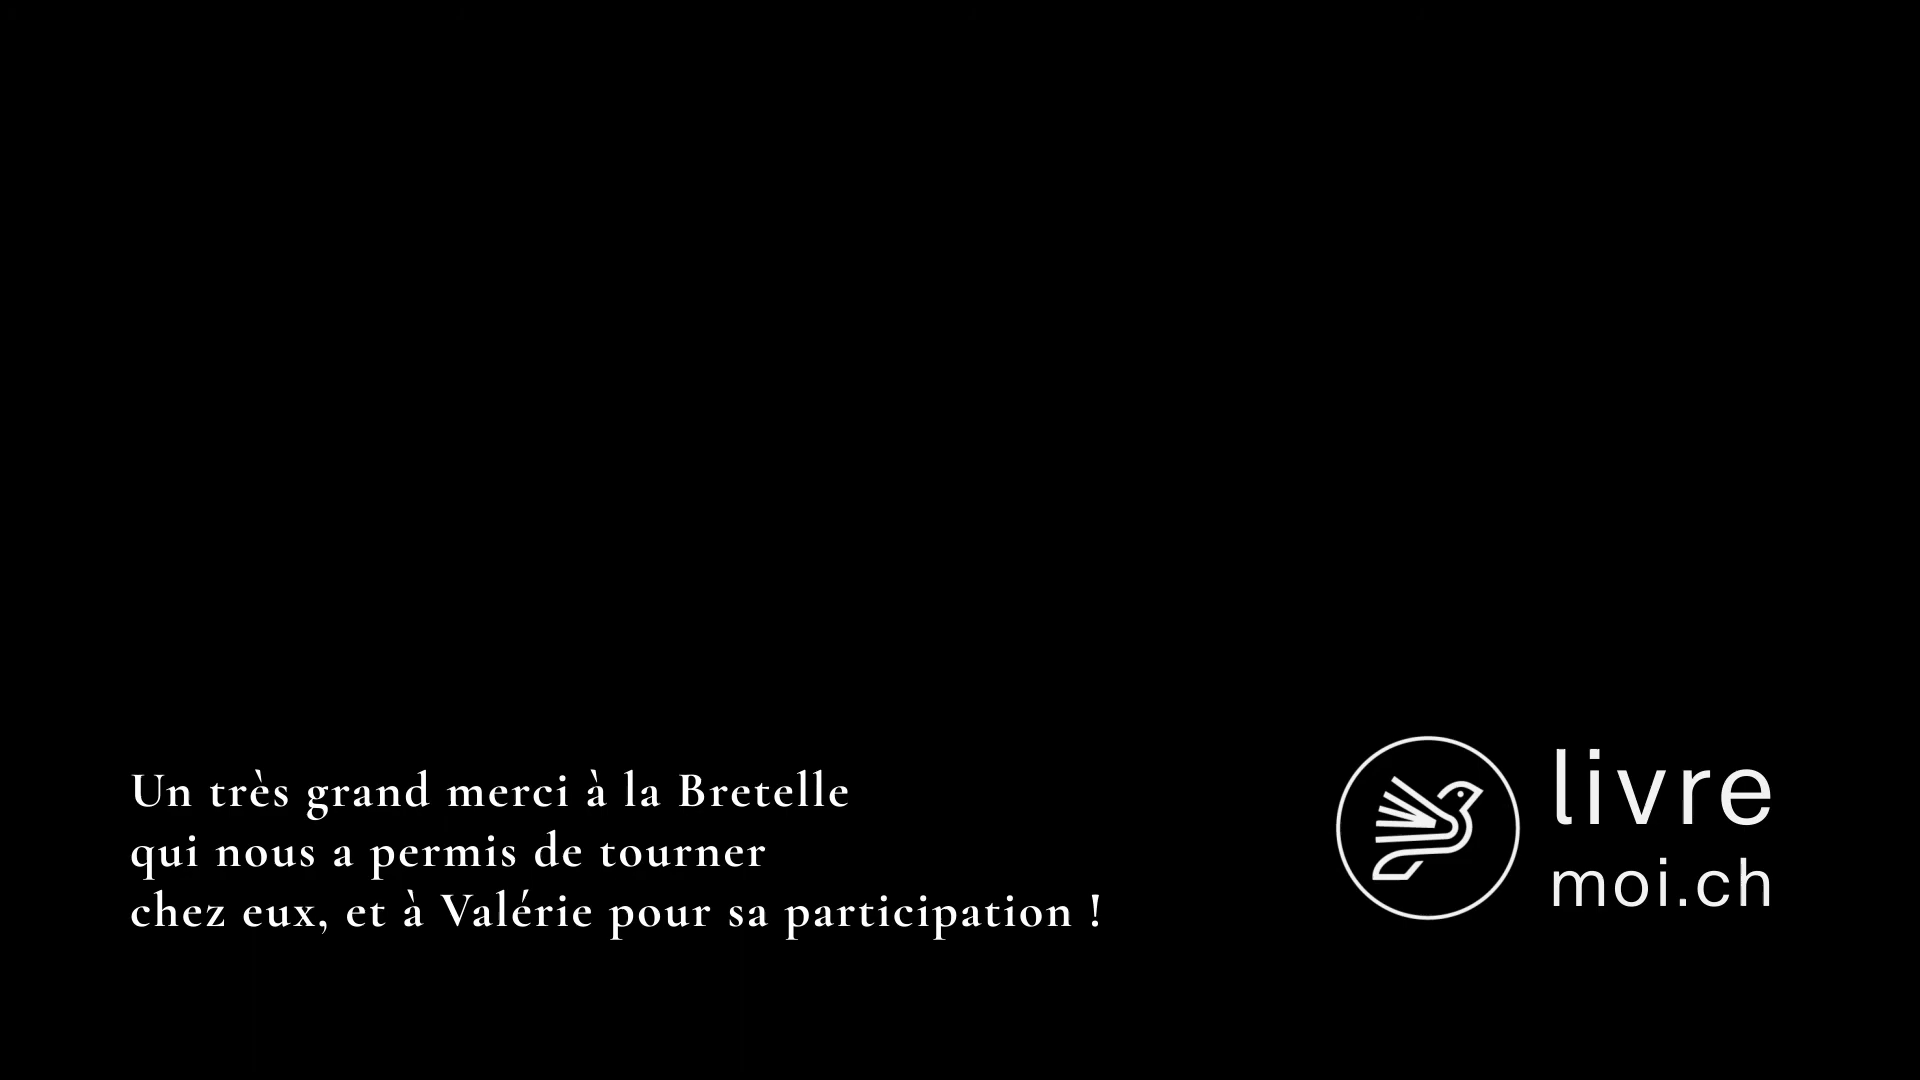 Un très grand merci à la Bretelle
qui nous a permis de tourner
chez eux, et à Valérie pour sa participation !
livre
moi.ch